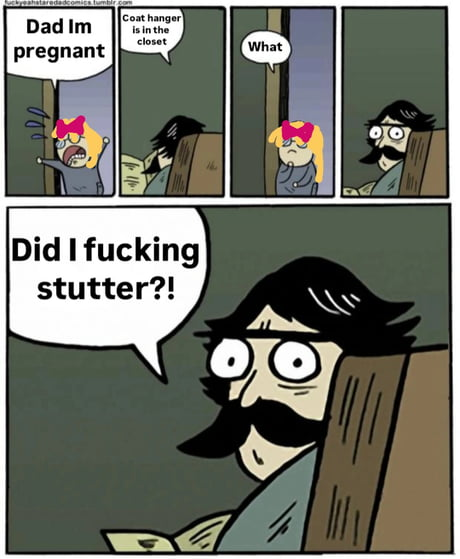 fuckyeahstaredadcomics.tumblr.com
Dad Im
pregnant
Coat hanger
is in the
closet
What
Did I fucking
stutter?!